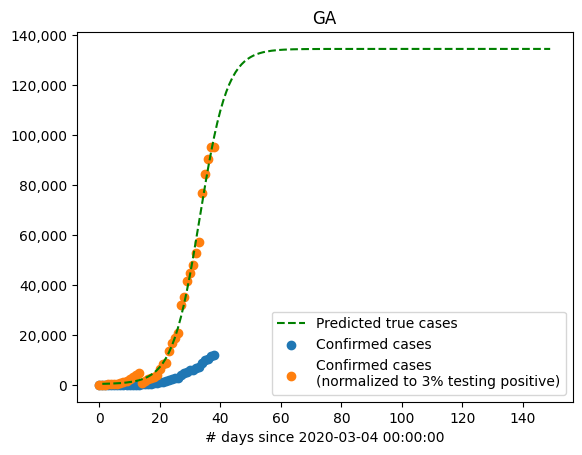 GA
140,000
120,000
100,000
80,000
60,000
40,000
20,000
0
Predicted true cases
Confirmed cases
Confirmed cases
(normalized to 3% testing positive)
0 20 40 60 80 100 120 140
# days since 2020-03-04 00:00:00